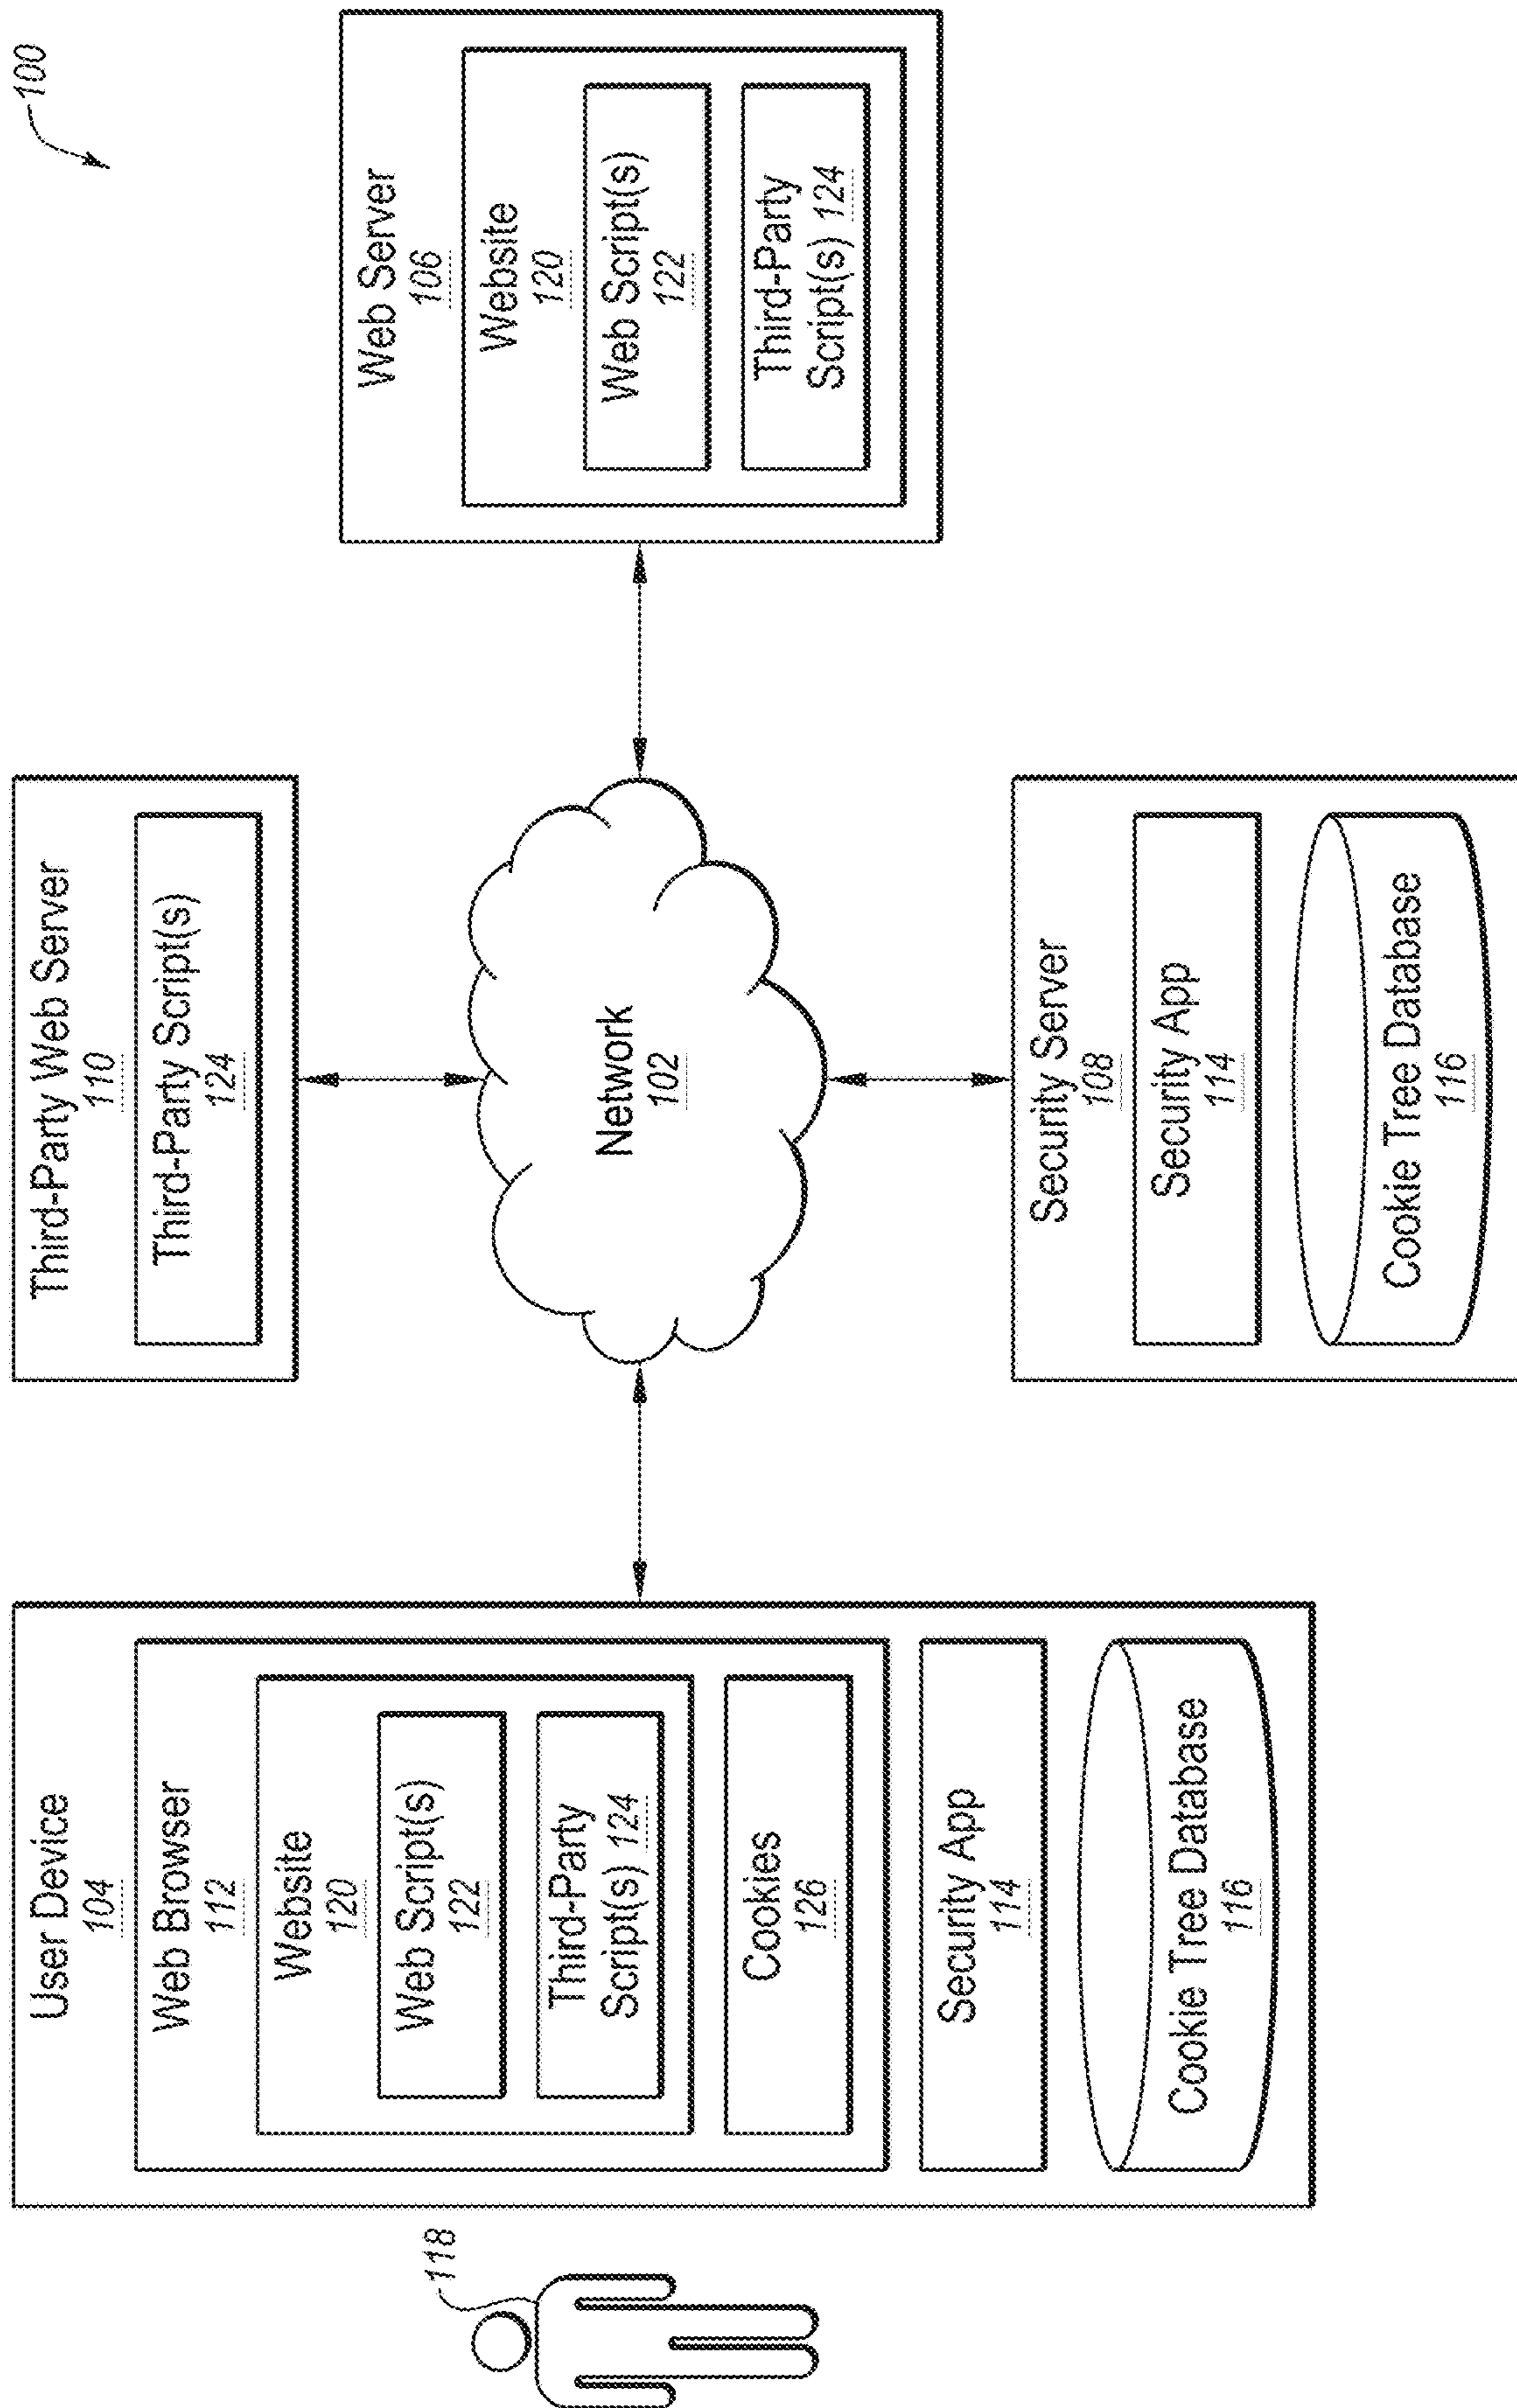 100
118
User Device
104
Web Browser
112
Website
120
Web Script(s)
122
Third-Party
Script(s) 124
Cookies
126
Security App
114
Cookie Tree Database
116
Third-Party Web Server
110
Third-Party Script(s)
124
Network
102
Security Server
108
Security App
114
Cookie Tree Database
116
Web Server
106
Website
120
Web Script(s)
122
Third-Party
Script(s) 124